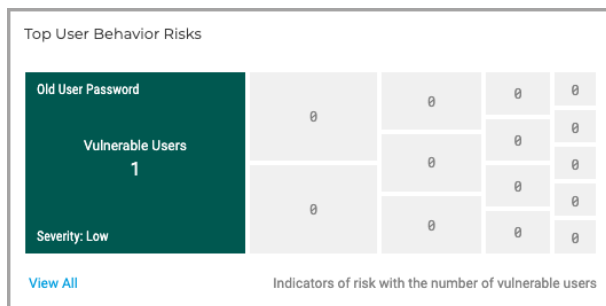 Top User Behavior Risks
Old User Password
Vulnerable Users
1
Severity: Low
0
0
0
0
0
0
0
0
0
0
0
0
0
0
View All
Indicators of risk with the number of vulnerable users